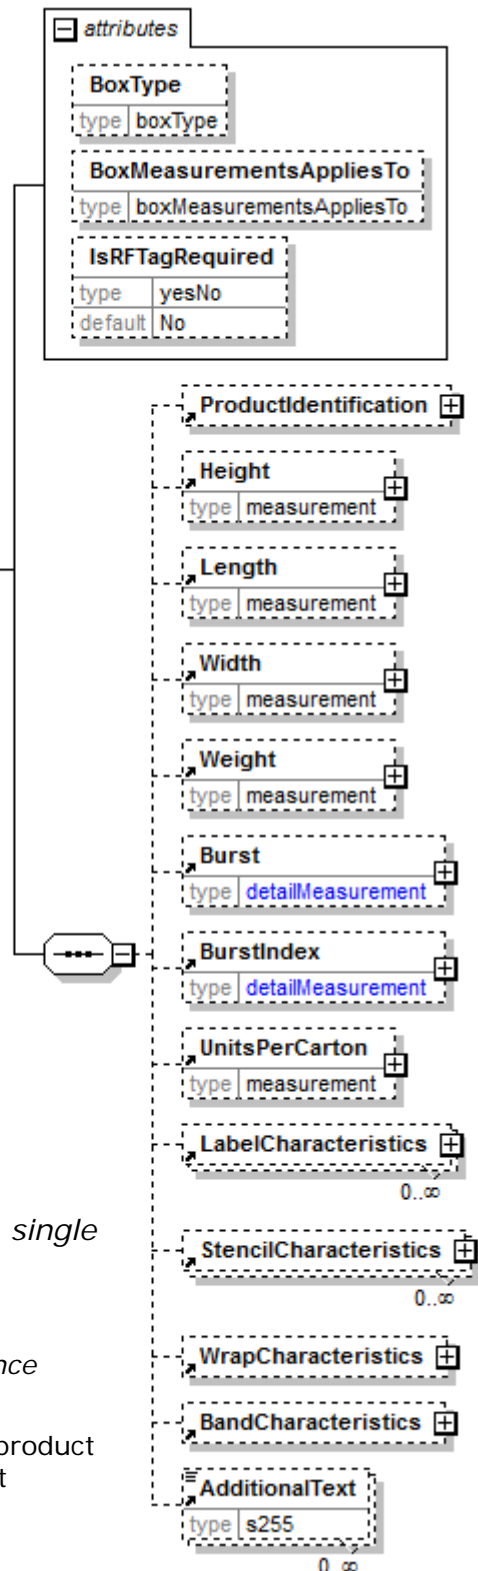 attributes
BoxType
type boxType
BoxMeasurementsAppliesTo
type boxMeasurementsAppliesTo
IsRFTagRequired
type yesNo
default No
ProductIdentification
Height
type measurement
Length
type measurement
Width
type measurement
Weight
type measurement
Burst
type detailMeasurement
BurstIndex
type detailMeasurement
UnitsPerCarton
type measurement
LabelCharacteristics
0..∞
single
StencilCharacteristics
0..∞
nce
WrapCharacteristics
BandCharacteristics
product
t
AdditionalText
type s255
0..∞